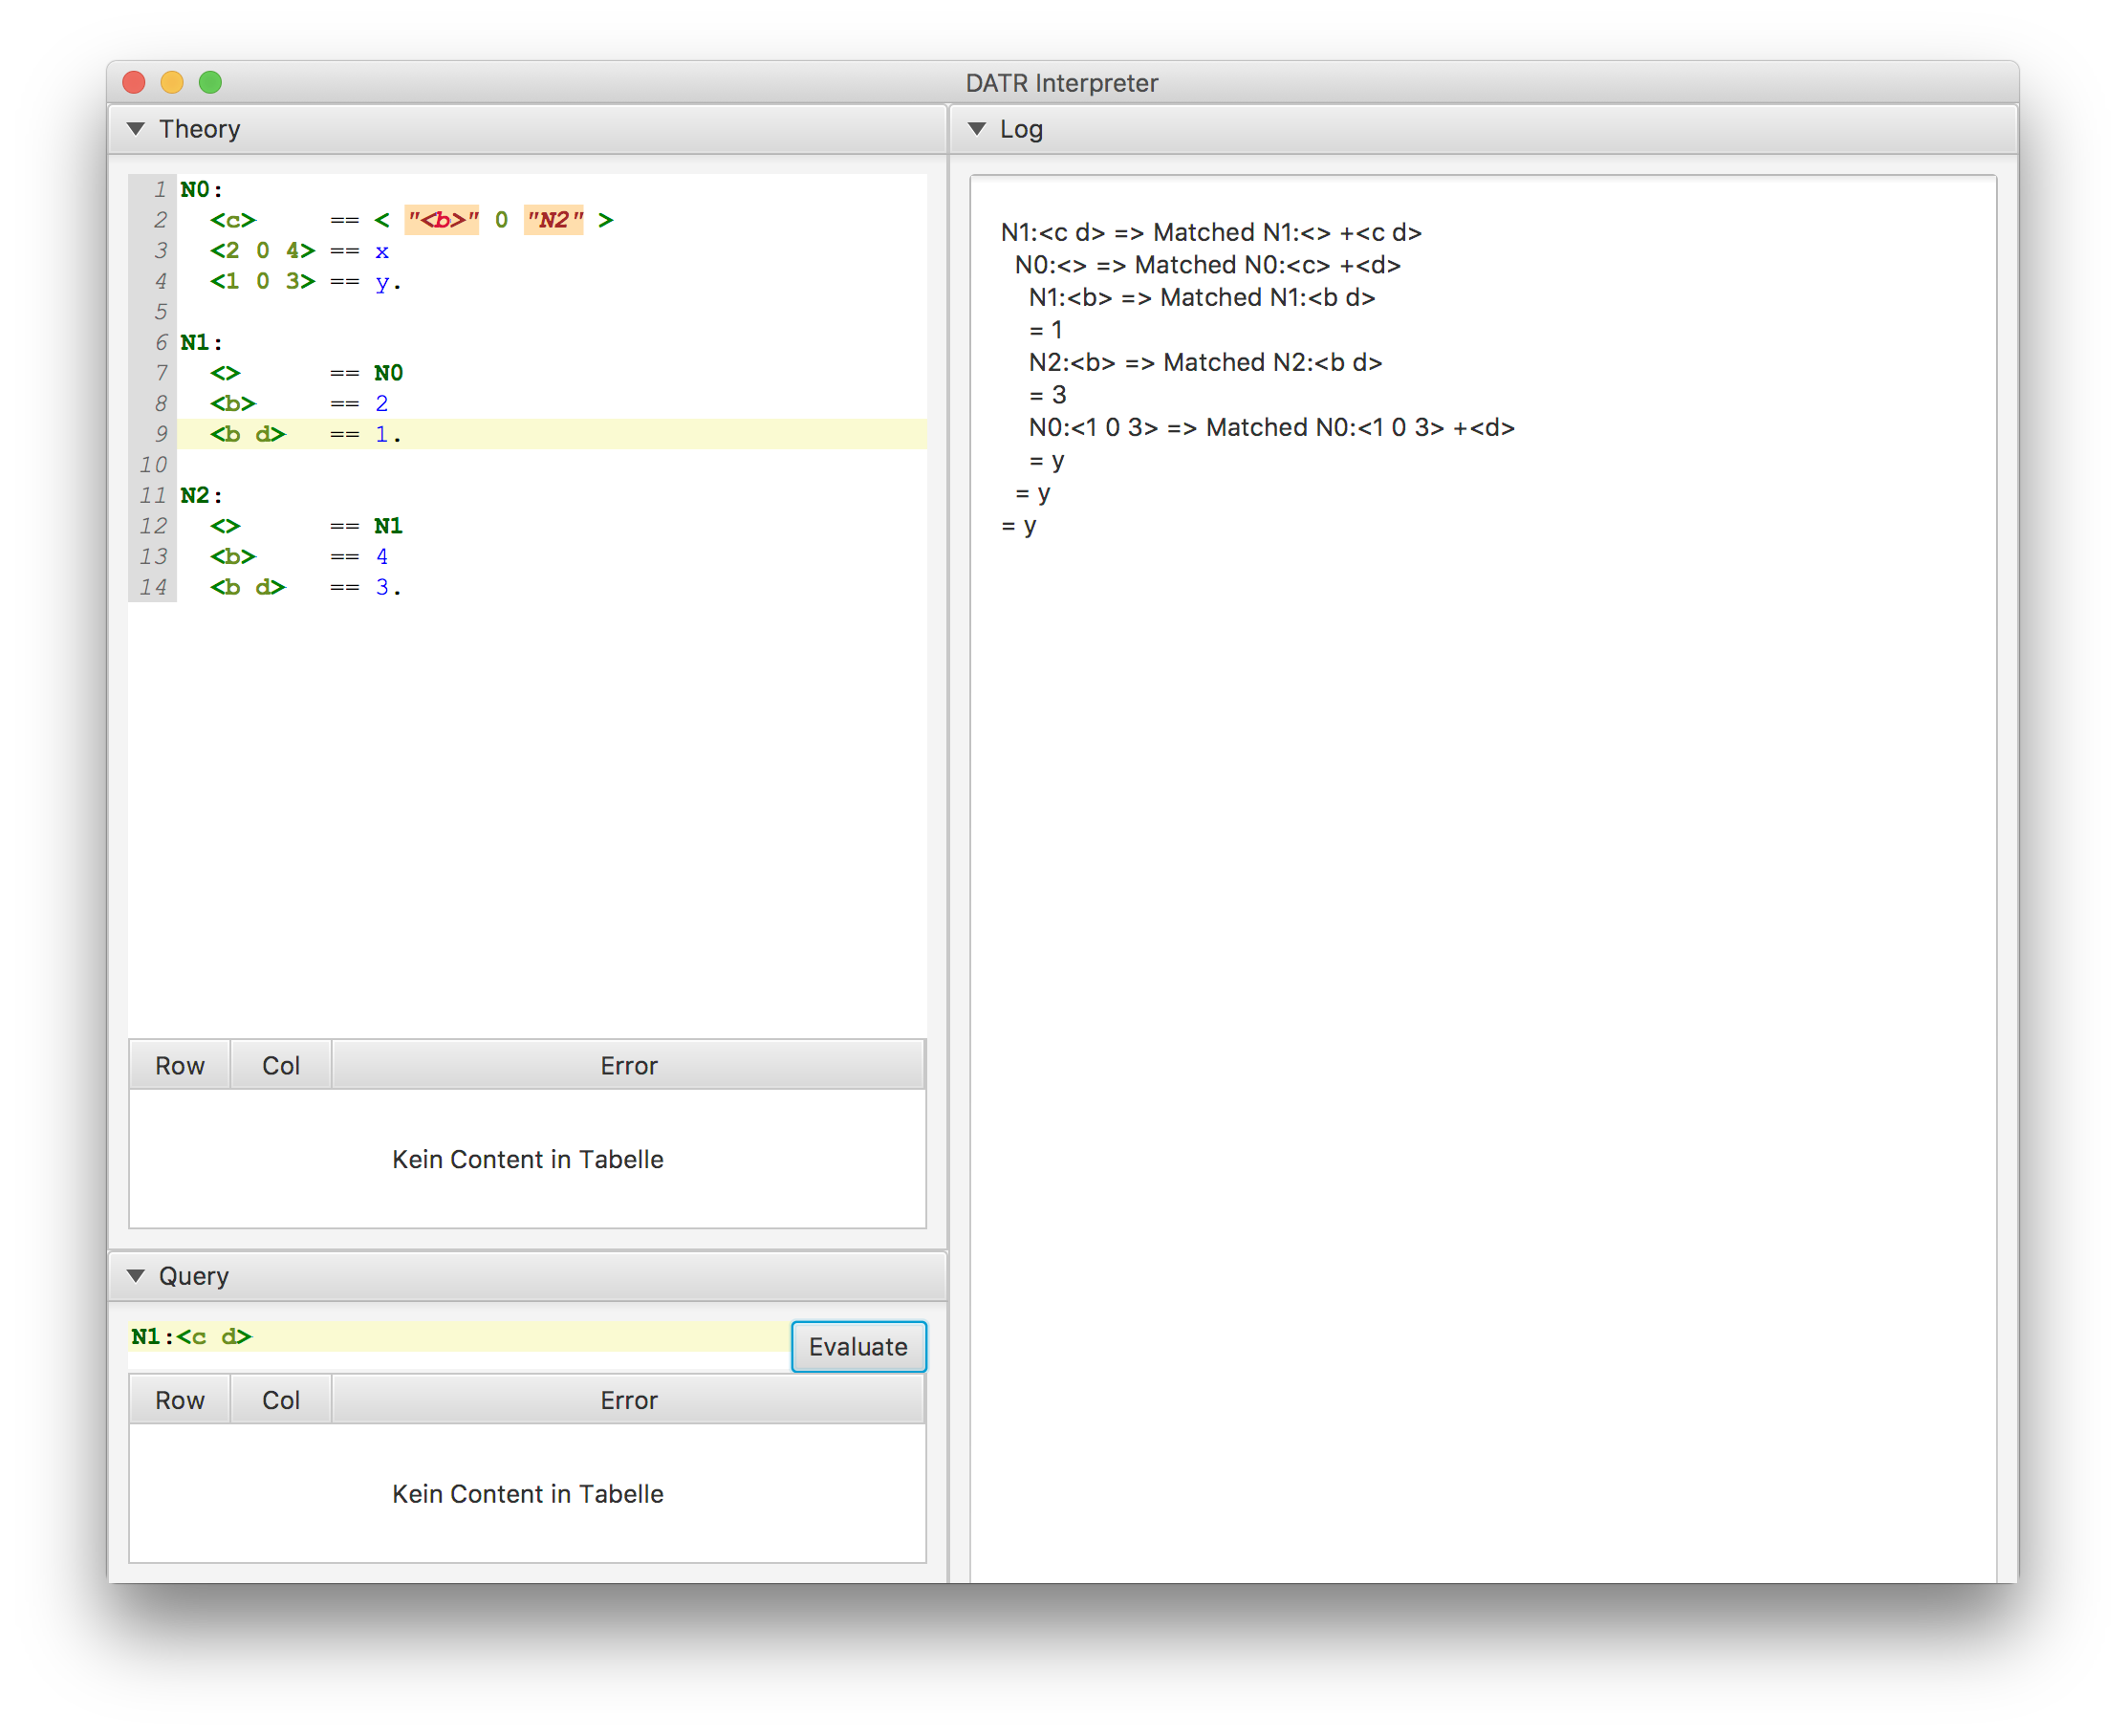 DATR Interpreter
Theory
1 N0:
2   <c>     == < "<b>" 0 "N2" >
3   <2 0 4> == x
4   <1 0 3> == y.
5
6 N1:
7   <>      == N0
8   <b>     == 2
9   <b d>   == 1.
10
11 N2:
12   <>      == N1
13   <b>     == 4
14   <b d>   == 3.
Row Col Error
Kein Content in Tabelle
Query
N1:<c d>
Evaluate
Row Col Error
Kein Content in Tabelle
Log
N1:<c d> => Matched N1:<> +<c d>
N0:<> => Matched N0:<c> +<d>
N1:<b> => Matched N1:<b d>
= 1
N2:<b> => Matched N2:<b d>
= 3
N0:<1 0 3> => Matched N0:<1 0 3> +<d>
= y
= y
= y